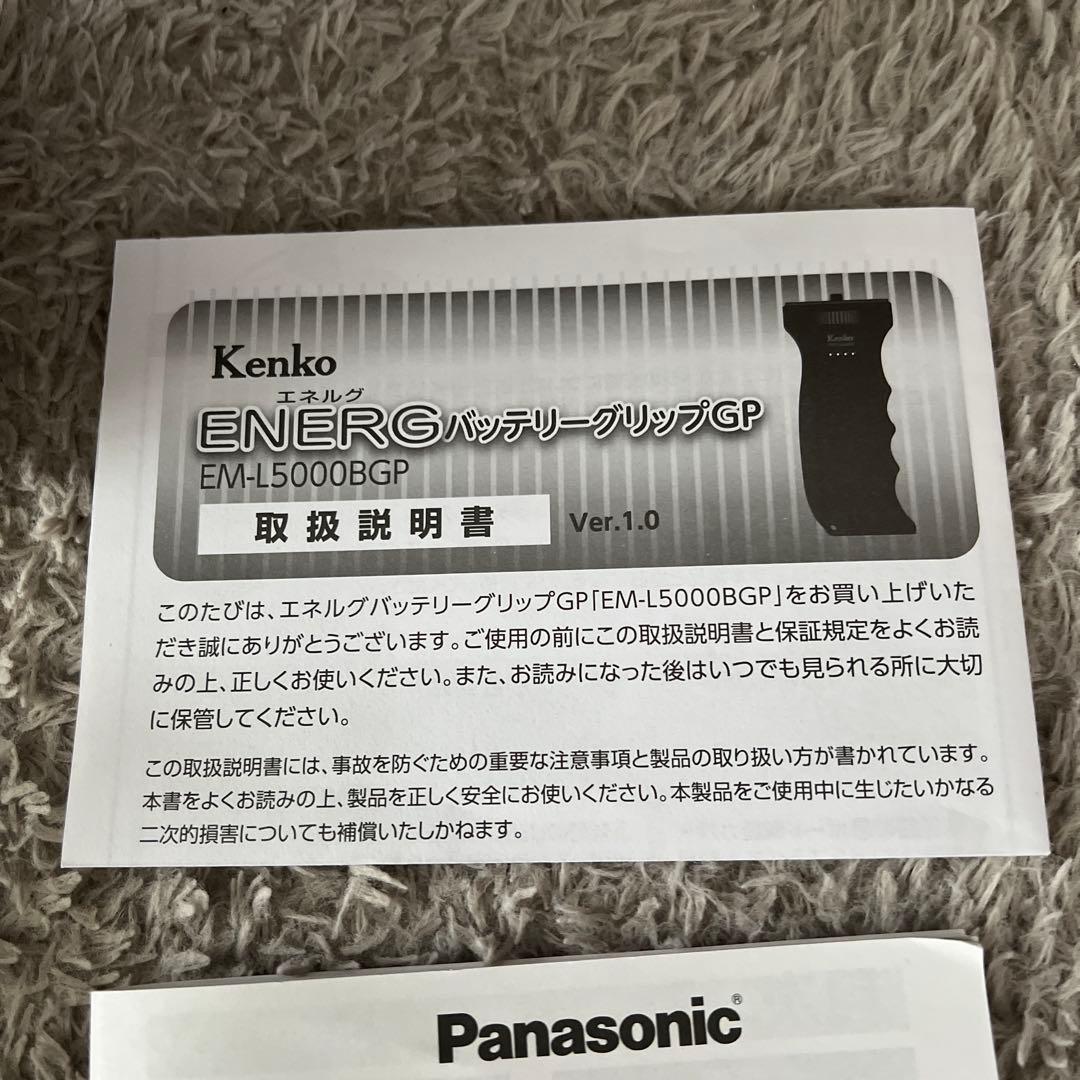 Kenko
エネルグ
ENERGバッテリーグリップGP
EM-L5000BGP
取扱説明書 Ver.1.0
Kenko
このたびは、エネルグバッテリーグリップGP「EM-L5000BGP」をお買い上げいた
だき誠にありがとうございます。ご使用の前にこの取扱説明書と保証規定をよくお読
みの上、正しくお使いください。また、お読みになった後はいつでも見られる所に大切
に保管してください。
この取扱説明書には、事故を防ぐための重要な注意事項と製品の取り扱い方が書かれています。
本書をよくお読みの上、製品を正しく安全にお使いください。本製品をご使用中に生じたいかなる
二次的損害についても補償いたしかねます。
Panasonic®